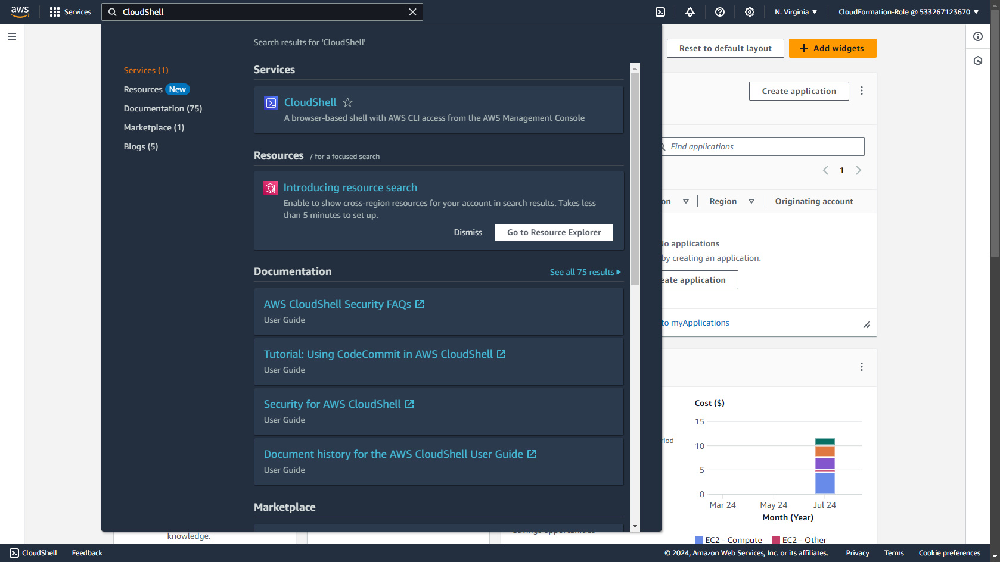 aws
Services
CloudShell
N. Virginia
CloudFormation-Role @ 533267123670
Search results for 'CloudShell'
Services (1)
Resources New
Documentation (75)
Marketplace (1)
Blogs (5)
Services
CloudShell
A browser-based shell with AWS CLI access from the AWS Management Console
Resources / for a focused search
Introducing resource search
Enable to show cross-region resources for your account in search results. Takes less
than 5 minutes to set up.
Dismiss
Go to Resource Explorer
Documentation
See all 75 results
AWS CloudShell Security FAQs
User Guide
Tutorial: Using CodeCommit in AWS CloudShell
User Guide
Security for AWS CloudShell
User Guide
Document history for the AWS CloudShell User Guide
User Guide
Marketplace
Reset to default layout
Add widgets
Create application
Find applications
1
on
Region
Originating account
No applications
by creating an application.
eate application
to myApplications
riod
Cost ($)
15
10
5
0
Mar 24
May 24
Jul 24
Month (Year)
EC2 - Compute
EC2 - Other
knowledge.
Savings opportunities
CloudShell
Feedback
© 2024, Amazon Web Services, Inc. or its affiliates.
Privacy
Terms
Cookie preferences